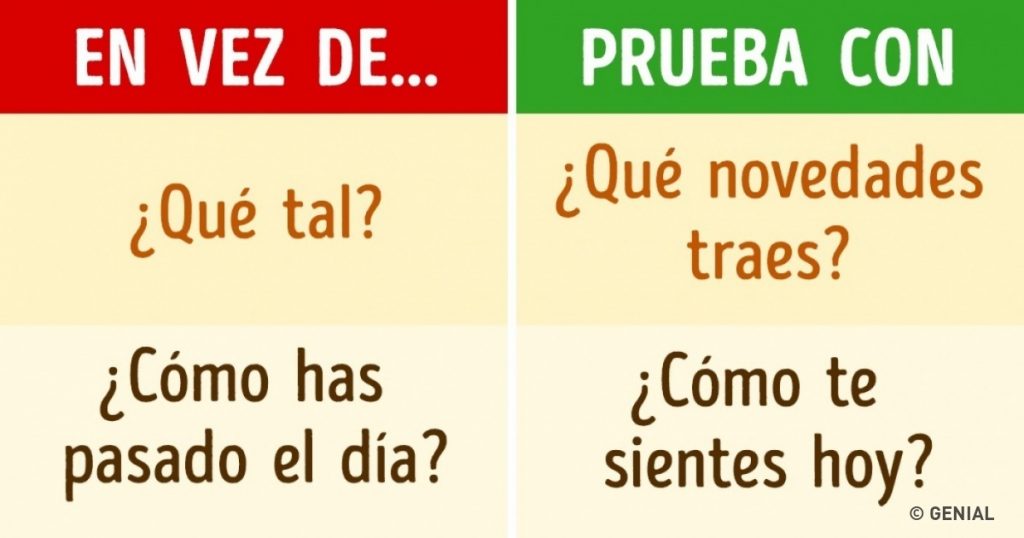 EN VEZ DE...
PRUEBA CON
¿Qué tal?
¿Qué novedades
traes?
¿Cómo has
pasado el día?
¿Cómo te
sientes hoy?
© GENIAL